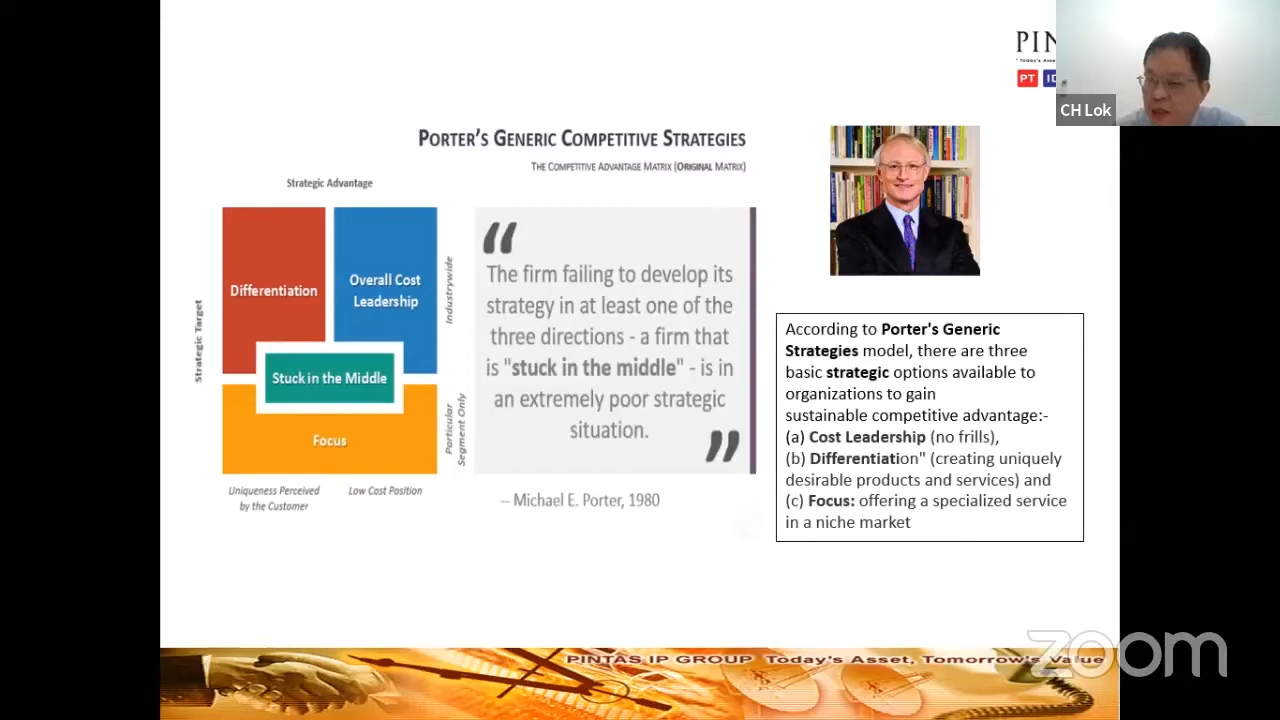 PIN
" Today's Asse
PT ID
CH Lok
PORTER'S GENERIC COMPETITIVE STRATEGIES
THE COMPETITIVE ADVANTAGE MATRIX (ORIGINAL MATRIX)
Strategic Advantage
Strategic Target
Differentiation
Overall Cost
Leadership
Stuck in the Middle
Focus
Industrywide
Particular
Segment Only
Uniqueness Perceived
by the Customer
Low Cost Position
“
The firm failing to develop its
strategy in at least one of the
three directions - a firm that
is "stuck in the middle" - is in
an extremely poor strategic
situation.
”
-- Michael E. Porter, 1980
According to Porter's Generic
Strategies model, there are three
basic strategic options available to
organizations to gain
sustainable competitive advantage:-
(a) Cost Leadership (no frills),
(b) Differentiation" (creating uniquely
desirable products and services) and
(c) Focus: offering a specialized service
in a niche market
PINTAS IP GROUP Today's Asset, Tomorrow's Value
zoom